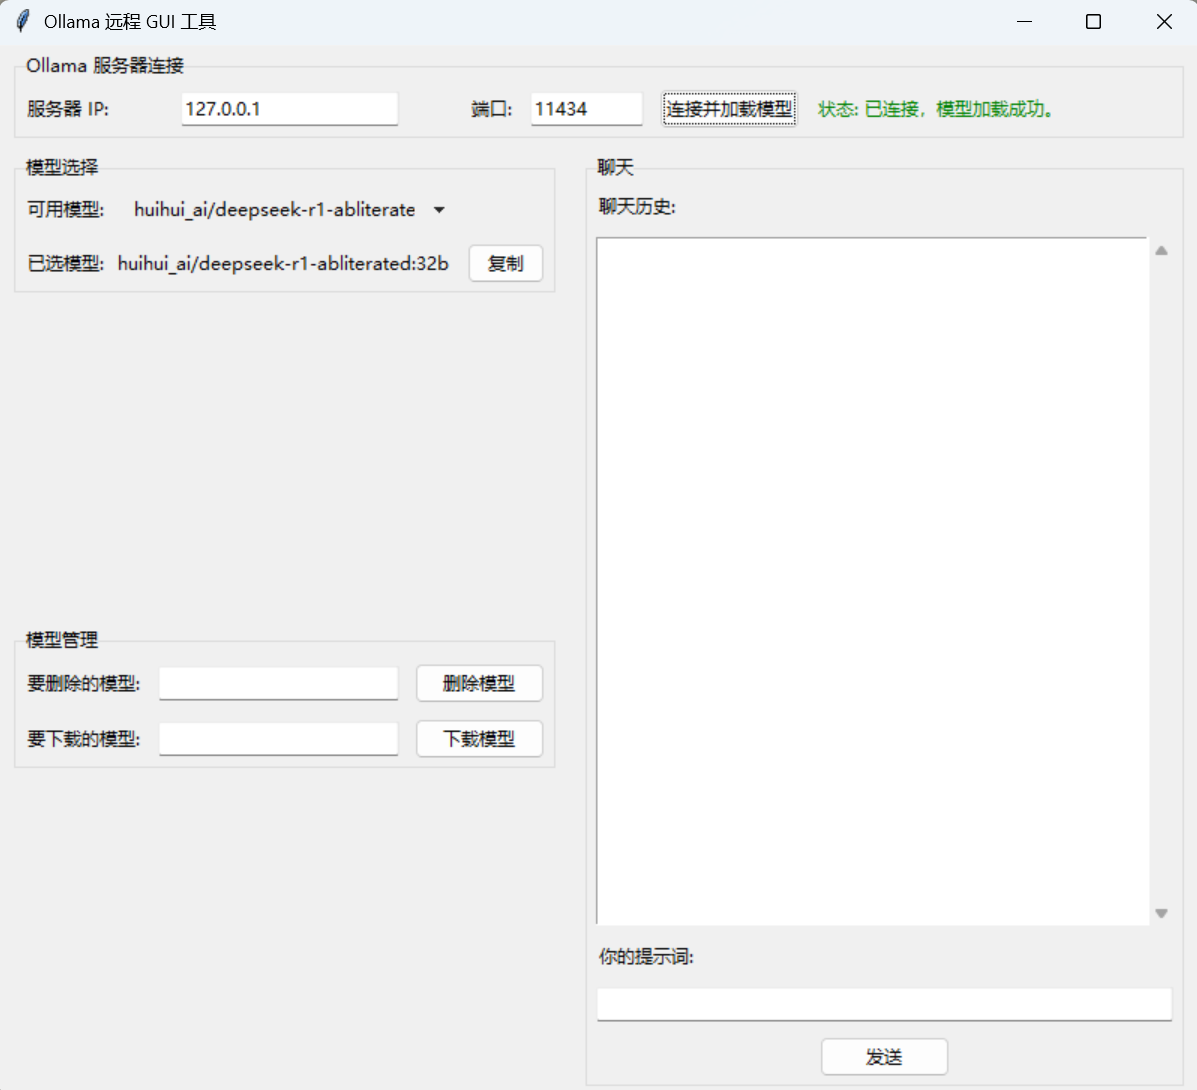 Ollama 远程 GUI 工具
Ollama 服务器连接
服务器 IP: 127.0.0.1 端口: 11434 连接并加载模型 状态: 已连接，模型加载成功。
模型选择
可用模型: huihui_ai/deepseek-r1-abliterate
已选模型: huihui_ai/deepseek-r1-abliterated:32b 复制
模型管理
要删除的模型: 删除模型
要下载的模型: 下载模型
聊天
聊天历史:
你的提示词:
发送